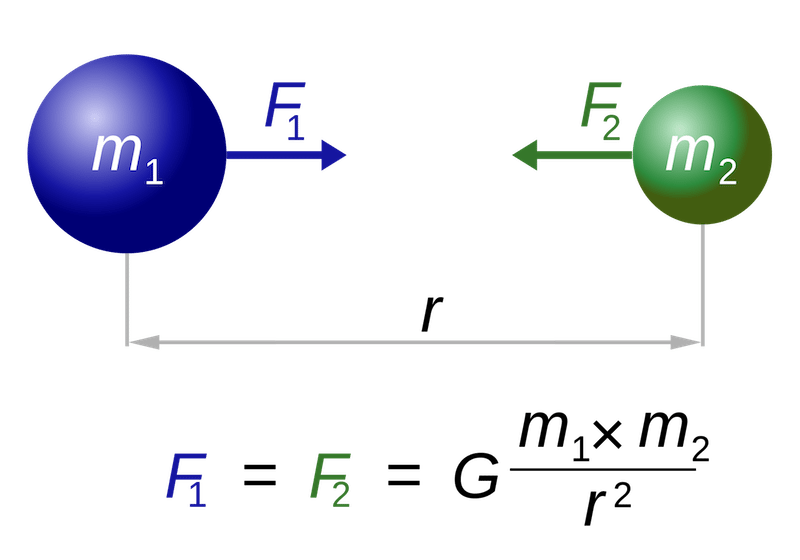 F₁ F₂
m₁ m₂
r
F₁ = F₂ = G m₁ × m₂ / r²